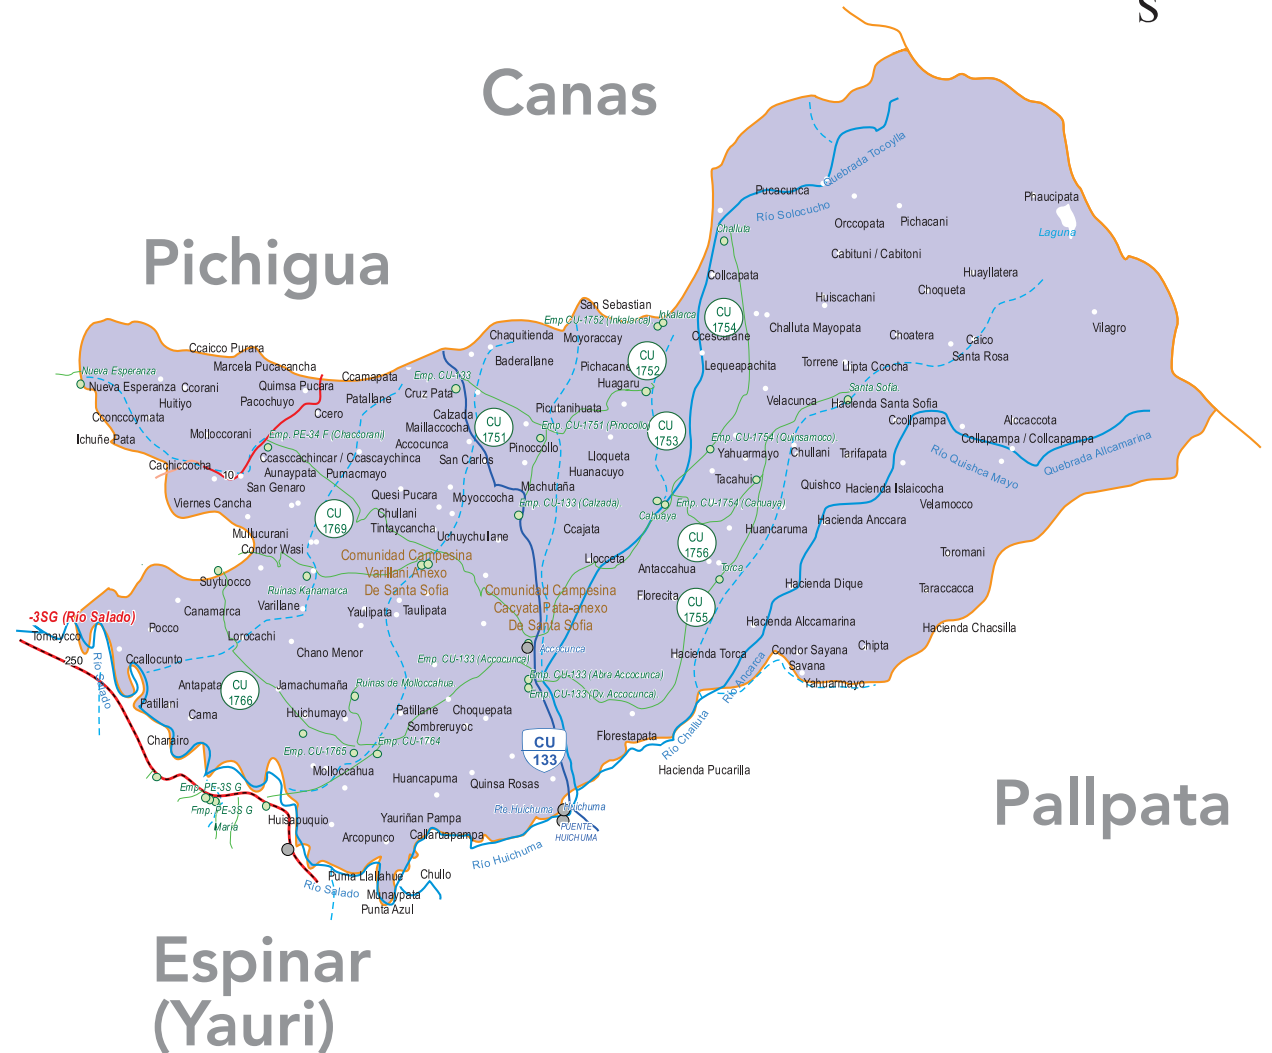 S
Canas
Pichigua
Quebrada Tocoylla
Pucacunca
Río Solocucho
Phaucipata
Orccopata
Pichacani
Challuta
Laguna
Cabituni / Cabitoni
Collcapata
Huayllatera
Choqueta
Huiscachani
San Sebastian
Emp CU-1752 (Inkalarca)
Inkalarca
CU
1754
Challuta Mayopata
Vilagro
Chaquitienda
Moyoraccay
Ccescarane
Choatera
Caico
Ccaicco Purara
Baderallane
CU
1752
Santa Rosa
Marcela Pucacancha
Pichacane
Lequeapachita
Torrene
Llipta Ccocha
Nueva Esperanza
Ccamapata
Emp. CU-133
Huagaru
Nueva Esperanza
Ccorani
Quimsa Pucara
Cruz Pata
Santa Sofia.
Huitiyo
Pacochuyo
Patallane
Velacunca
Hacienda Santa Sofia
Cconccoymata
Ccero
Calzada
Picutanihuata
Ccollpampa
Alccaccota
Molloccorani
Emp. PE-34 F (Chaccorani)
Maillaccocha
CU
1751
Emp. CU-1751 (Pinocollo)
CU
1753
Emp. CU-1754 (Quinsamoco).
Collapampa / Collcapampa
Ichuñe Pata
Accocunca
Pinoccollo
Yahuarmayo
Chullani
Tarifapata
Río Quishca Mayo
Quebrada Allcamarina
Cachiccocha
Ccasccachincar / Ccascaychinca
San Carlos
Lloqueta
10
Aunaypata
Purnacmayo
Huanacuyo
Tacahui
Quishco
Hacienda Islaicocha
San Genaro
Quesi Pucara
Moyoccocha
Machutaña
Viernes Cancha
Emp. CU-133 (Calzada)
Emp. CU-1754 (Cahuaya)
Velamocco
CU
1769
Chullani
Cahuaya
Hacienda Anccara
Mullucurani
Tintaycancha
Uchuychullane
Ccajata
Huancaruma
Condor Wasi
Comunidad Campesina
Varillani Anexo
De Santa Sofia
Llocceta
CU
1756
Toromani
Suytuocco
Ruinas Kanamarca
Comunidad Campesina
Cacyata Pata-anexo
De Santa Sofia
Antaccahua
Torca
Hacienda Dique
Taraccacca
Canamarca
Varillane
Yaulipata
Taulipata
Florecita
CU
1755
-3SG (Río Salado)
Pocco
Hacienda Allccamarina
Hacienda Chacsilla
Tomaycco
Lorocachi
Accocunca
Hacienda Torca
Condor Sayana
Chipta
250
Ccallocunto
Chano Menor
Emp. CU-133 (Accocunca)
Savana
Río Salado
Emp. CU-133 (Abra Accocunca)
Río Ancarca
Yahuarmayo
Antapata
CU
1766
Jamachumaña
Ruinas de Molloccahua
Emp. CU-133 (Dv. Accocunca)
Patillani
Cama
Huichumayo
Patillane
Choquepata
Río Challuta
Charairo
Sombreruyoc
Florestapata
Emp. CU-1765
Emp. CU-1764
CU
133
Hacienda Pucarilla
Molloccahua
Huancapuma
Quinsa Rosas
Emp. PE-3S G
Emp. PE-3S G
Maria
Huisapuquio
Yauriñan Pampa
Pte. Huichuma
Huichuma
Pallpata
Arcopunco
Callaruapampa
PUENTE
HUICHUMA
Río Huichuma
Puma Llallahue
Chullo
Río Salado
Munaypata
Punta Azul
Espinar
(Yauri)